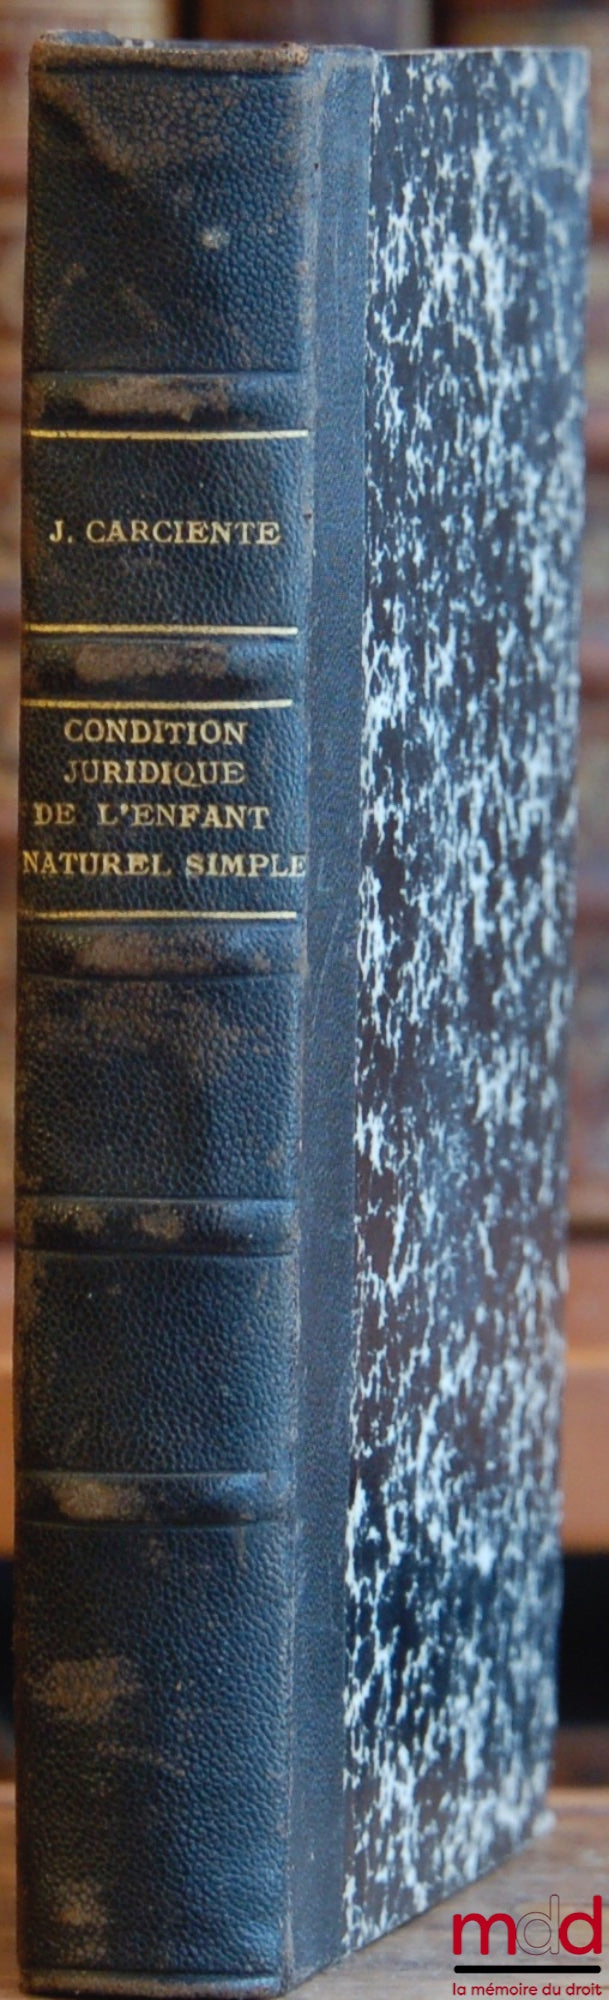 J. CARCIENTE
CONDITION
JURIDIQUE
DE L'ENFANT
NATUREL SIMPLE
mdd
la mémoire du droit